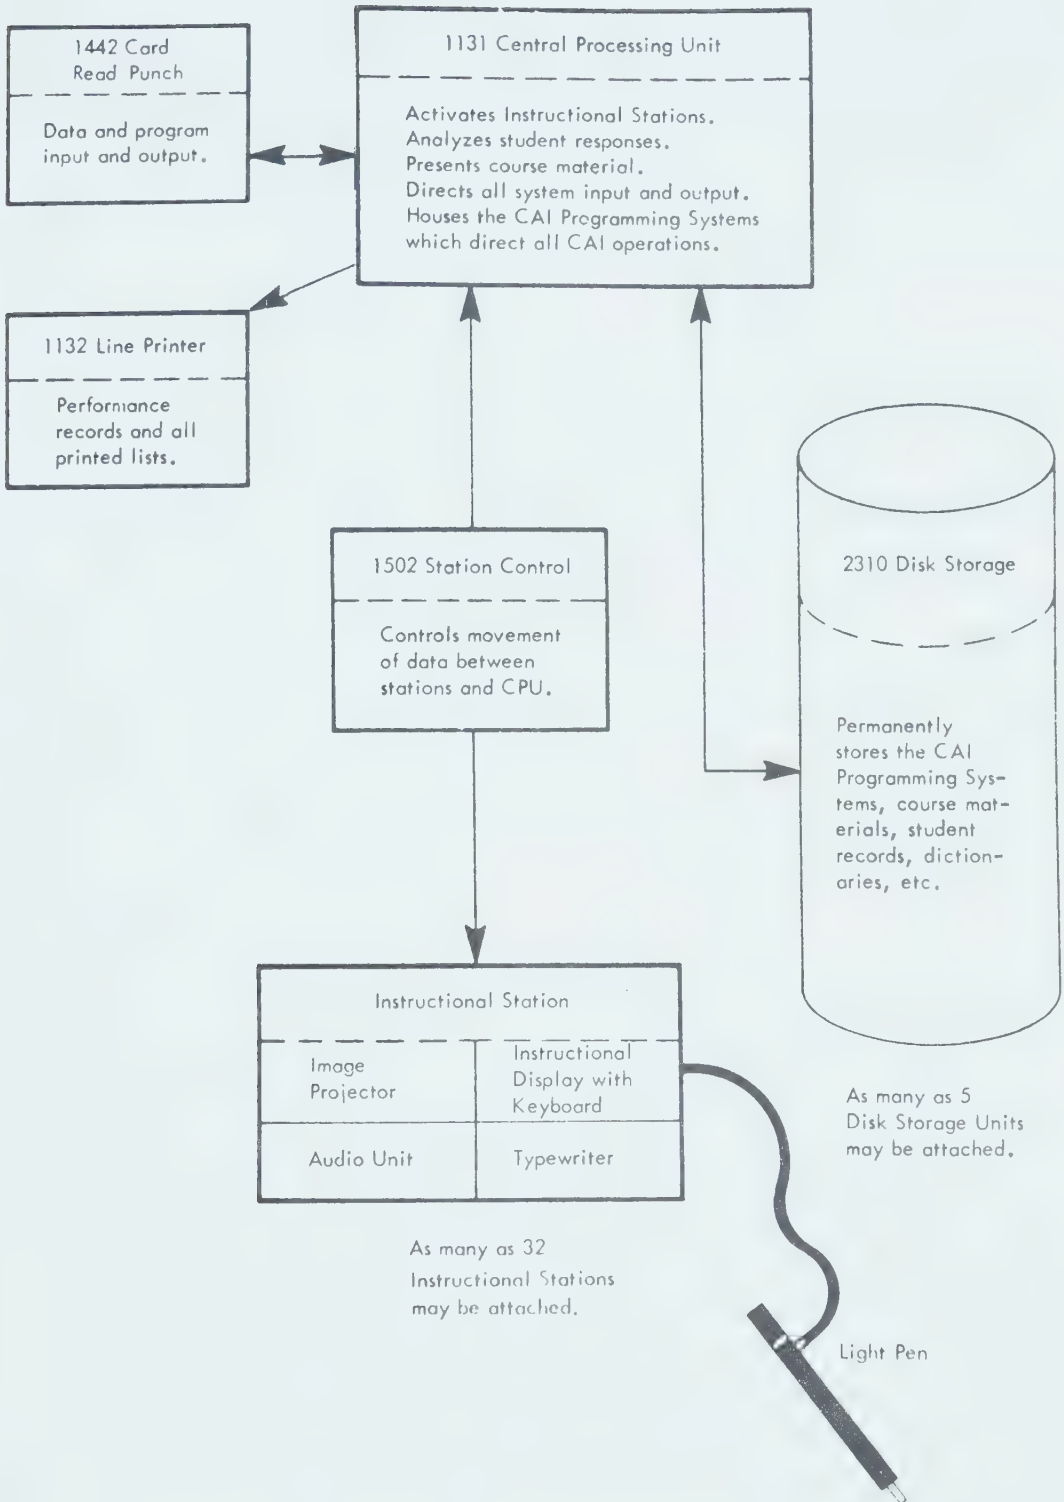 1442 Card
Read Punch
Data and program
input and output.
1131 Central Processing Unit
Activates Instructional Stations.
Analyzes student responses.
Presents course material.
Directs all system input and output.
Houses the CAI Programming Systems
which direct all CAI operations.
1132 Line Printer
Performance
records and all
printed lists.
1502 Station Control
Controls movement
of data between
stations and CPU.
2310 Disk Storage
Permanently
stores the CAI
Programming Sys-
tems, course mat-
erials, student
records, diction-
aries, etc.
As many as 5
Disk Storage Units
may be attached.
Instructional Station
Image
Projector
Instructional
Display with
Keyboard
Audio Unit
Typewriter
As many as 32
Instructional Stations
may be attached.
Light Pen